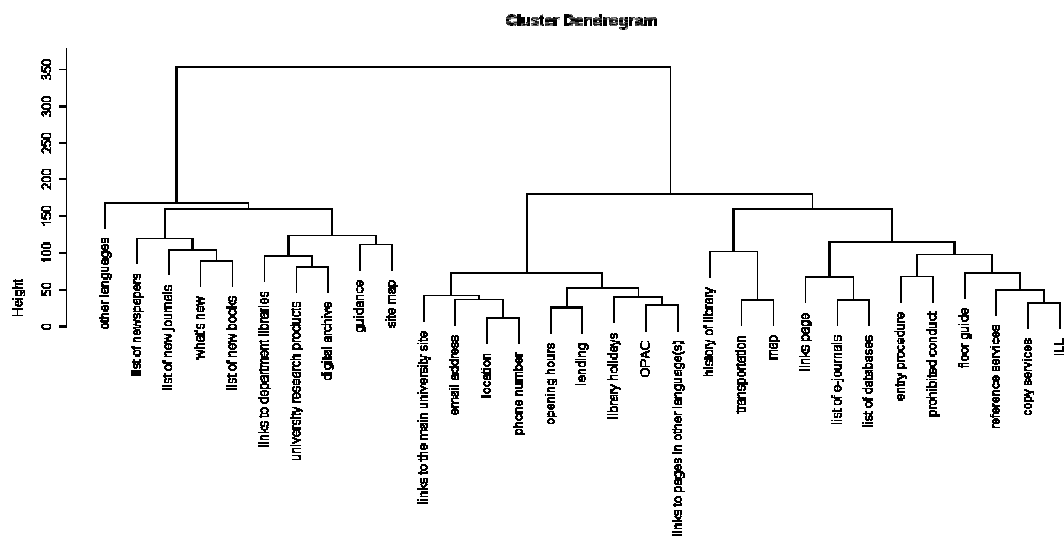 Cluster Dendrogram
Height
0
50
100
150
200
250
300
350
other languages
list of newspapers
list of new journals
what's new
list of new books
links to department libraries
university research products
digital archive
guidance
site map
links to the main university site
email address
location
phone number
opening hours
lending
library holidays
OPAC
links to pages in other language(s)
history of library
transportation
map
links page
list of e-journals
list of databases
entry procedure
prohibited conduct
floor guide
reference services
copy services